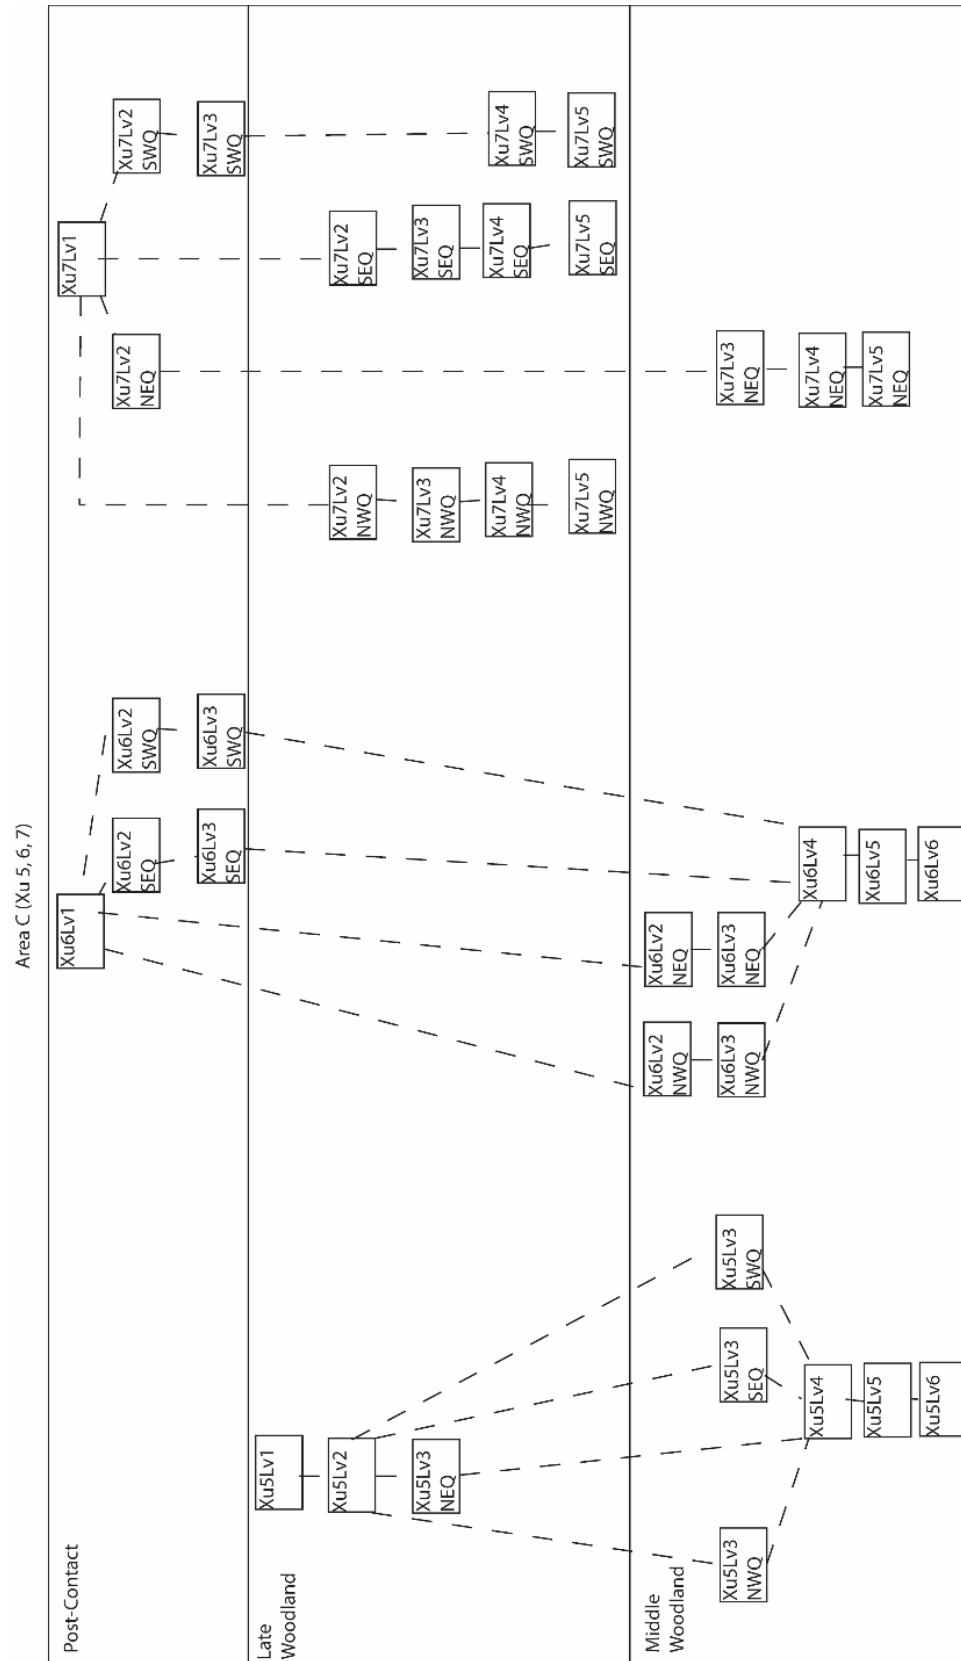 Area C (Xu 5, 6, 7)
Post-Contact
Xu6Lv1
Xu7Lv1
Xu6Lv2
SEQ
Xu6Lv2
SWQ
Xu7Lv2
NEQ
Xu7Lv2
SWQ
Xu6Lv3
SEQ
Xu6Lv3
SWQ
Xu7Lv3
SWQ
Late
Woodland
Xu5Lv1
Xu5Lv2
Xu7Lv2
NWQ
Xu7Lv2
SEQ
Xu5Lv3
NEQ
Xu7Lv3
NWQ
Xu7Lv3
SEQ
Xu7Lv4
NWQ
Xu7Lv4
SEQ
Xu7Lv4
SWQ
Xu7Lv5
NWQ
Xu7Lv5
SEQ
Xu7Lv5
SWQ
Middle
Woodland
Xu6Lv2
NWQ
Xu6Lv2
NEQ
Xu5Lv3
NWQ
Xu5Lv3
SEQ
Xu5Lv3
SWQ
Xu6Lv3
NWQ
Xu6Lv3
NEQ
Xu7Lv3
NEQ
Xu5Lv4
Xu6Lv4
Xu7Lv4
NEQ
Xu5Lv5
Xu6Lv5
Xu7Lv5
NEQ
Xu5Lv6
Xu6Lv6